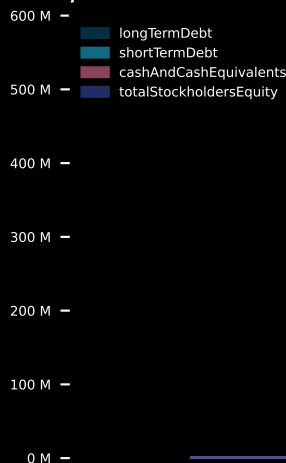 600 M
longTermDebt
shortTermDebt
cashAndCashEquivalents
500 M
totalStockholdersEquity
400 M
300 M
200 M
100 M
0 M